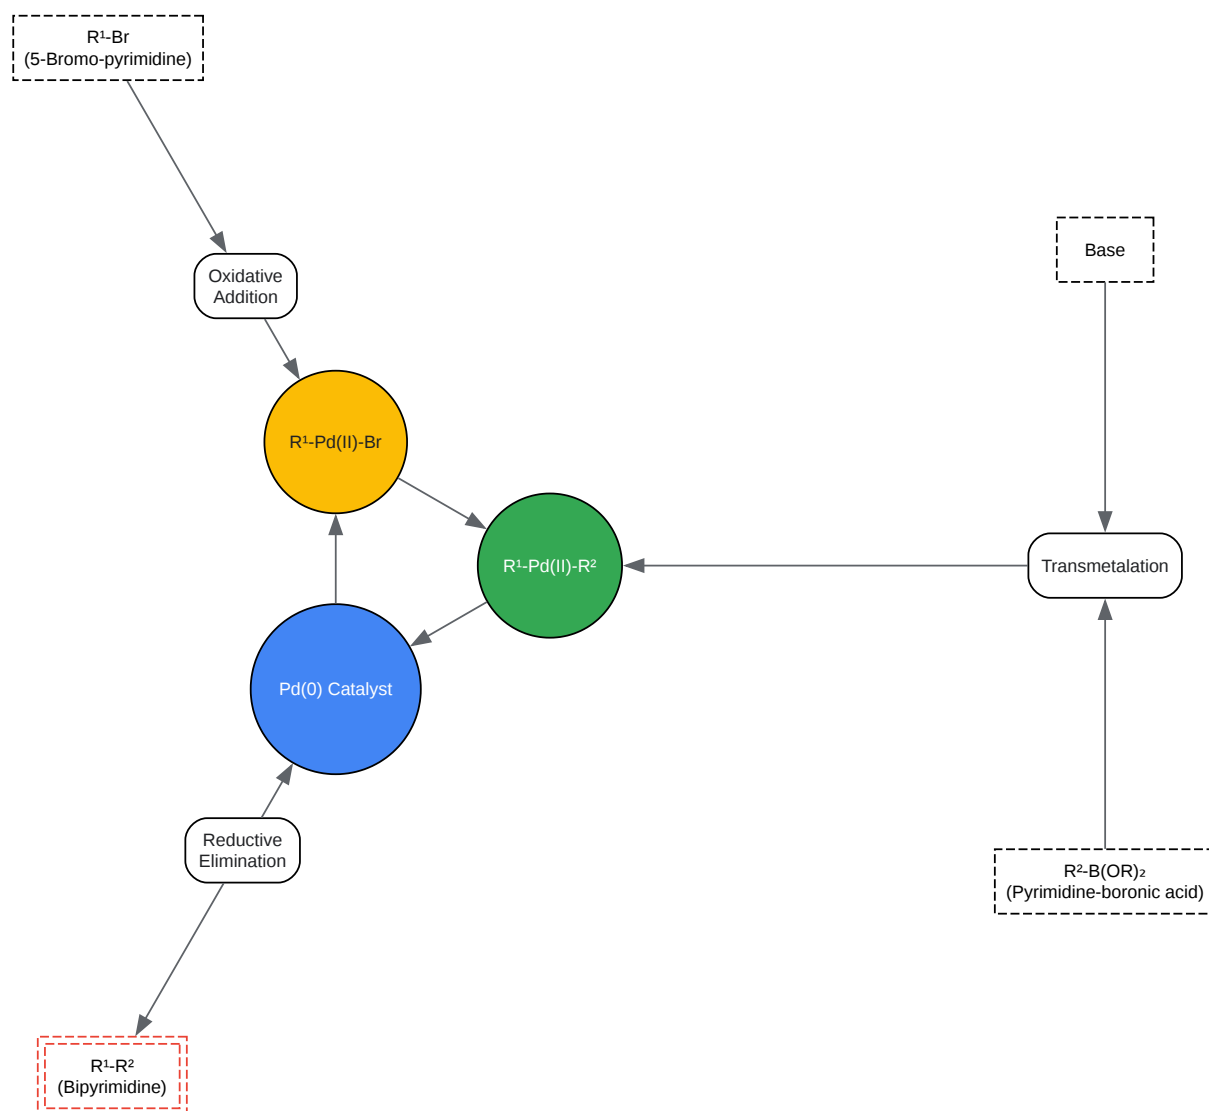 R¹-Br
(5-Bromo-pyrimidine)
Base
Oxidative
Addition
R¹-Pd(II)-Br
R¹-Pd(II)-R²
Transmetalation
Pd(0) Catalyst
Reductive
Elimination
R²-B(OR)₂
(Pyrimidine-boronic acid)
R¹-R²
(Bipyrimidine)